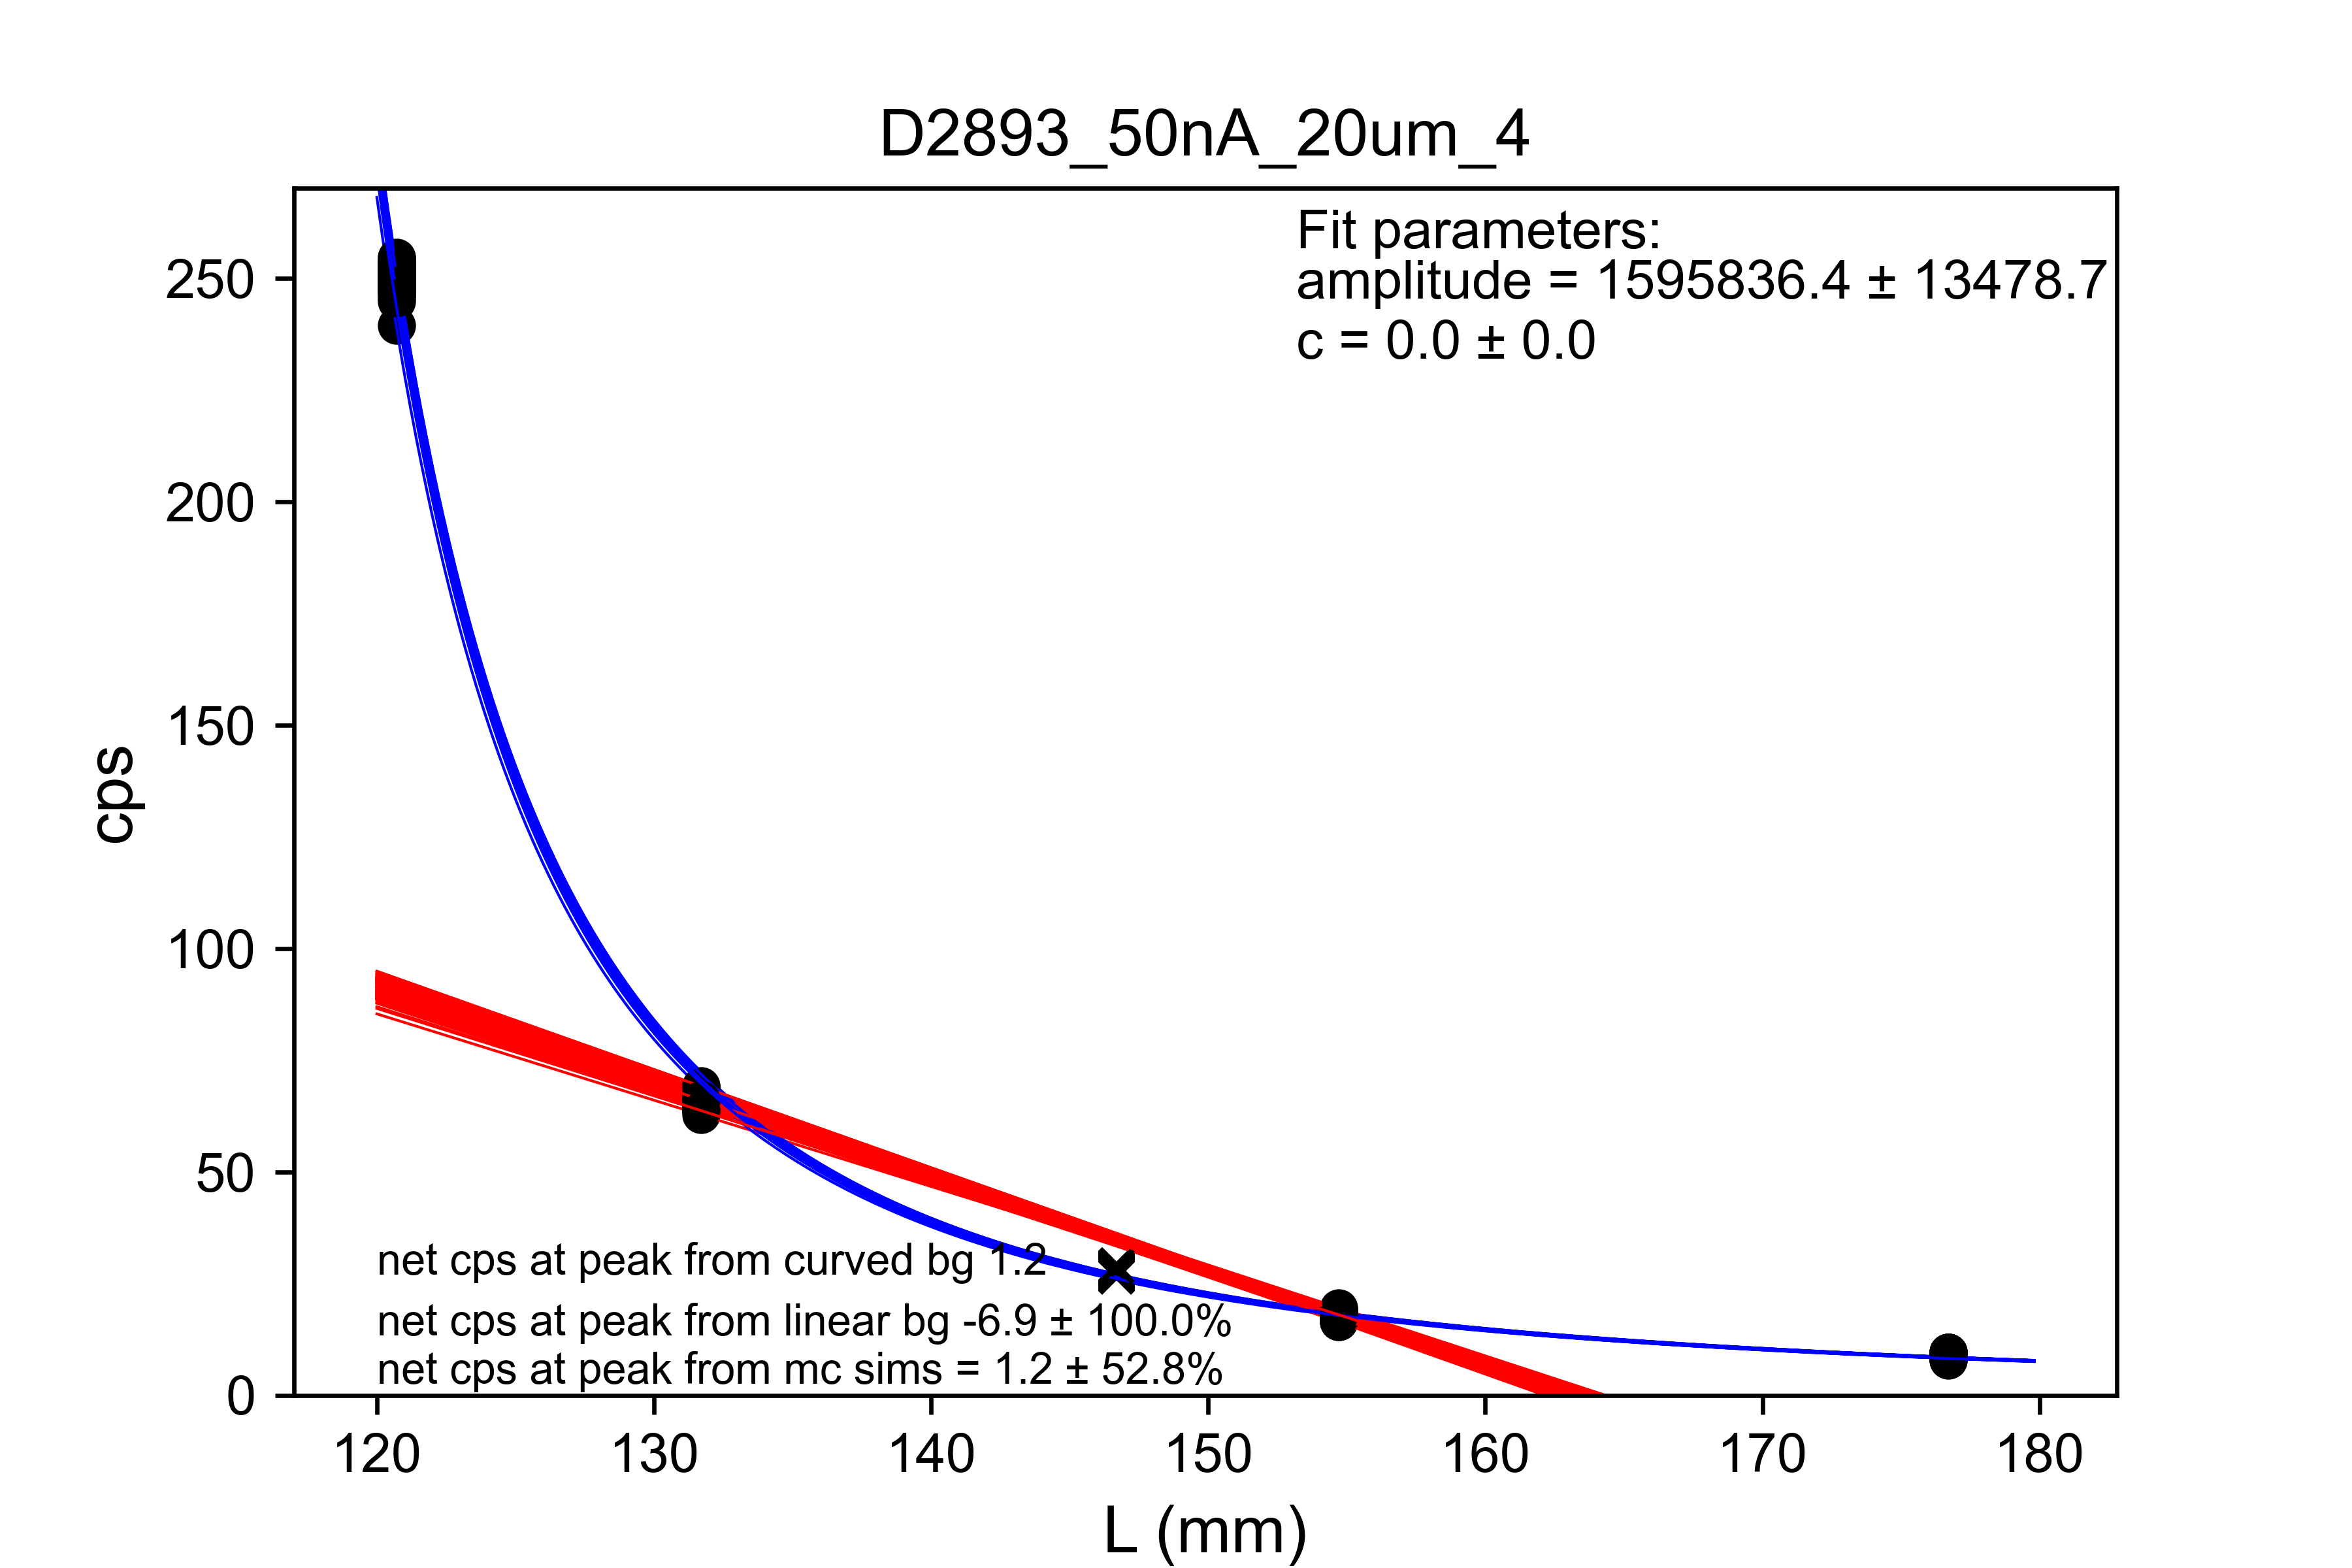 D2893_50nA_20um_4
Fit parameters:
amplitude = 1595836.4 ± 13478.7
c = 0.0 ± 0.0
250
200
150
100
50
0
cps
net cps at peak from curved bg 1.2
net cps at peak from linear bg -6.9 ± 100.0%
net cps at peak from mc sims = 1.2 ± 52.8%
120 130 140 150 160 170 180
L (mm)